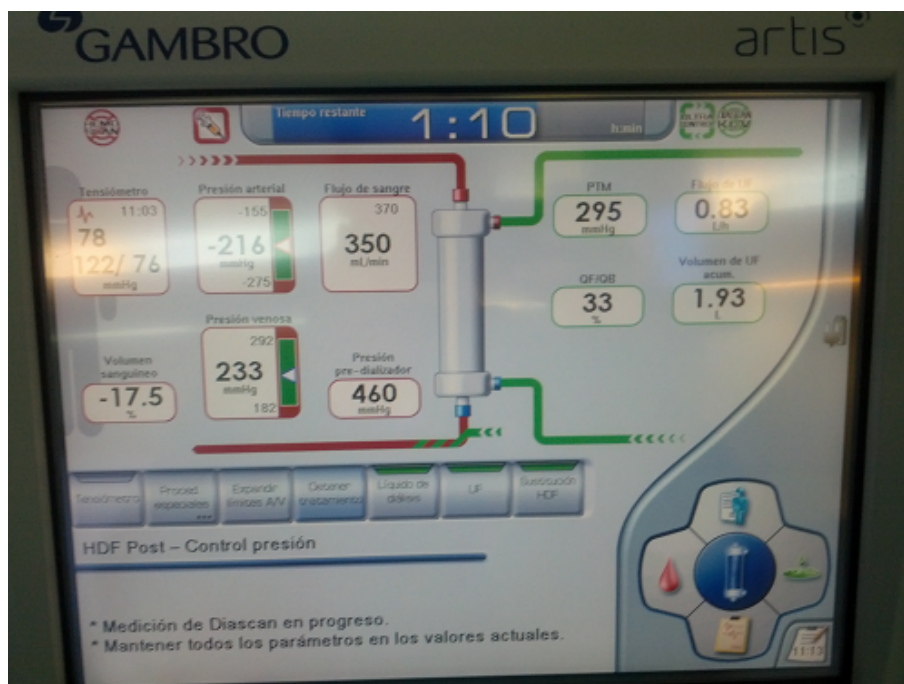 GAMBRO
artis
Tiempo restante
1:10
h:min
Tensiómetro
11:03
78
122/ 76
mmHg
Presión arterial
-155
-216
mmHg
-275
Flujo de sangre
370
350
mL/min
PTM
295
mmHg
Flujo de UF
0.83
L/h
QF/QB
33
%
Volumen de UF
acum.
1.93
L
Volumen
sanguíneo
-17.5
%
Presión venosa
292
233
mmHg
182
Presión
pre-dializador
460
mmHg
Tensiómetro
Proced.
especiales
...
Expandir
límites A/V
Detener
tratamiento
Líquido de
diálisis
UF
Sustitución
HDF
HDF Post – Control presión
* Medición de Diascan en progreso.
* Mantener todos los parámetros en los valores actuales.
11:13